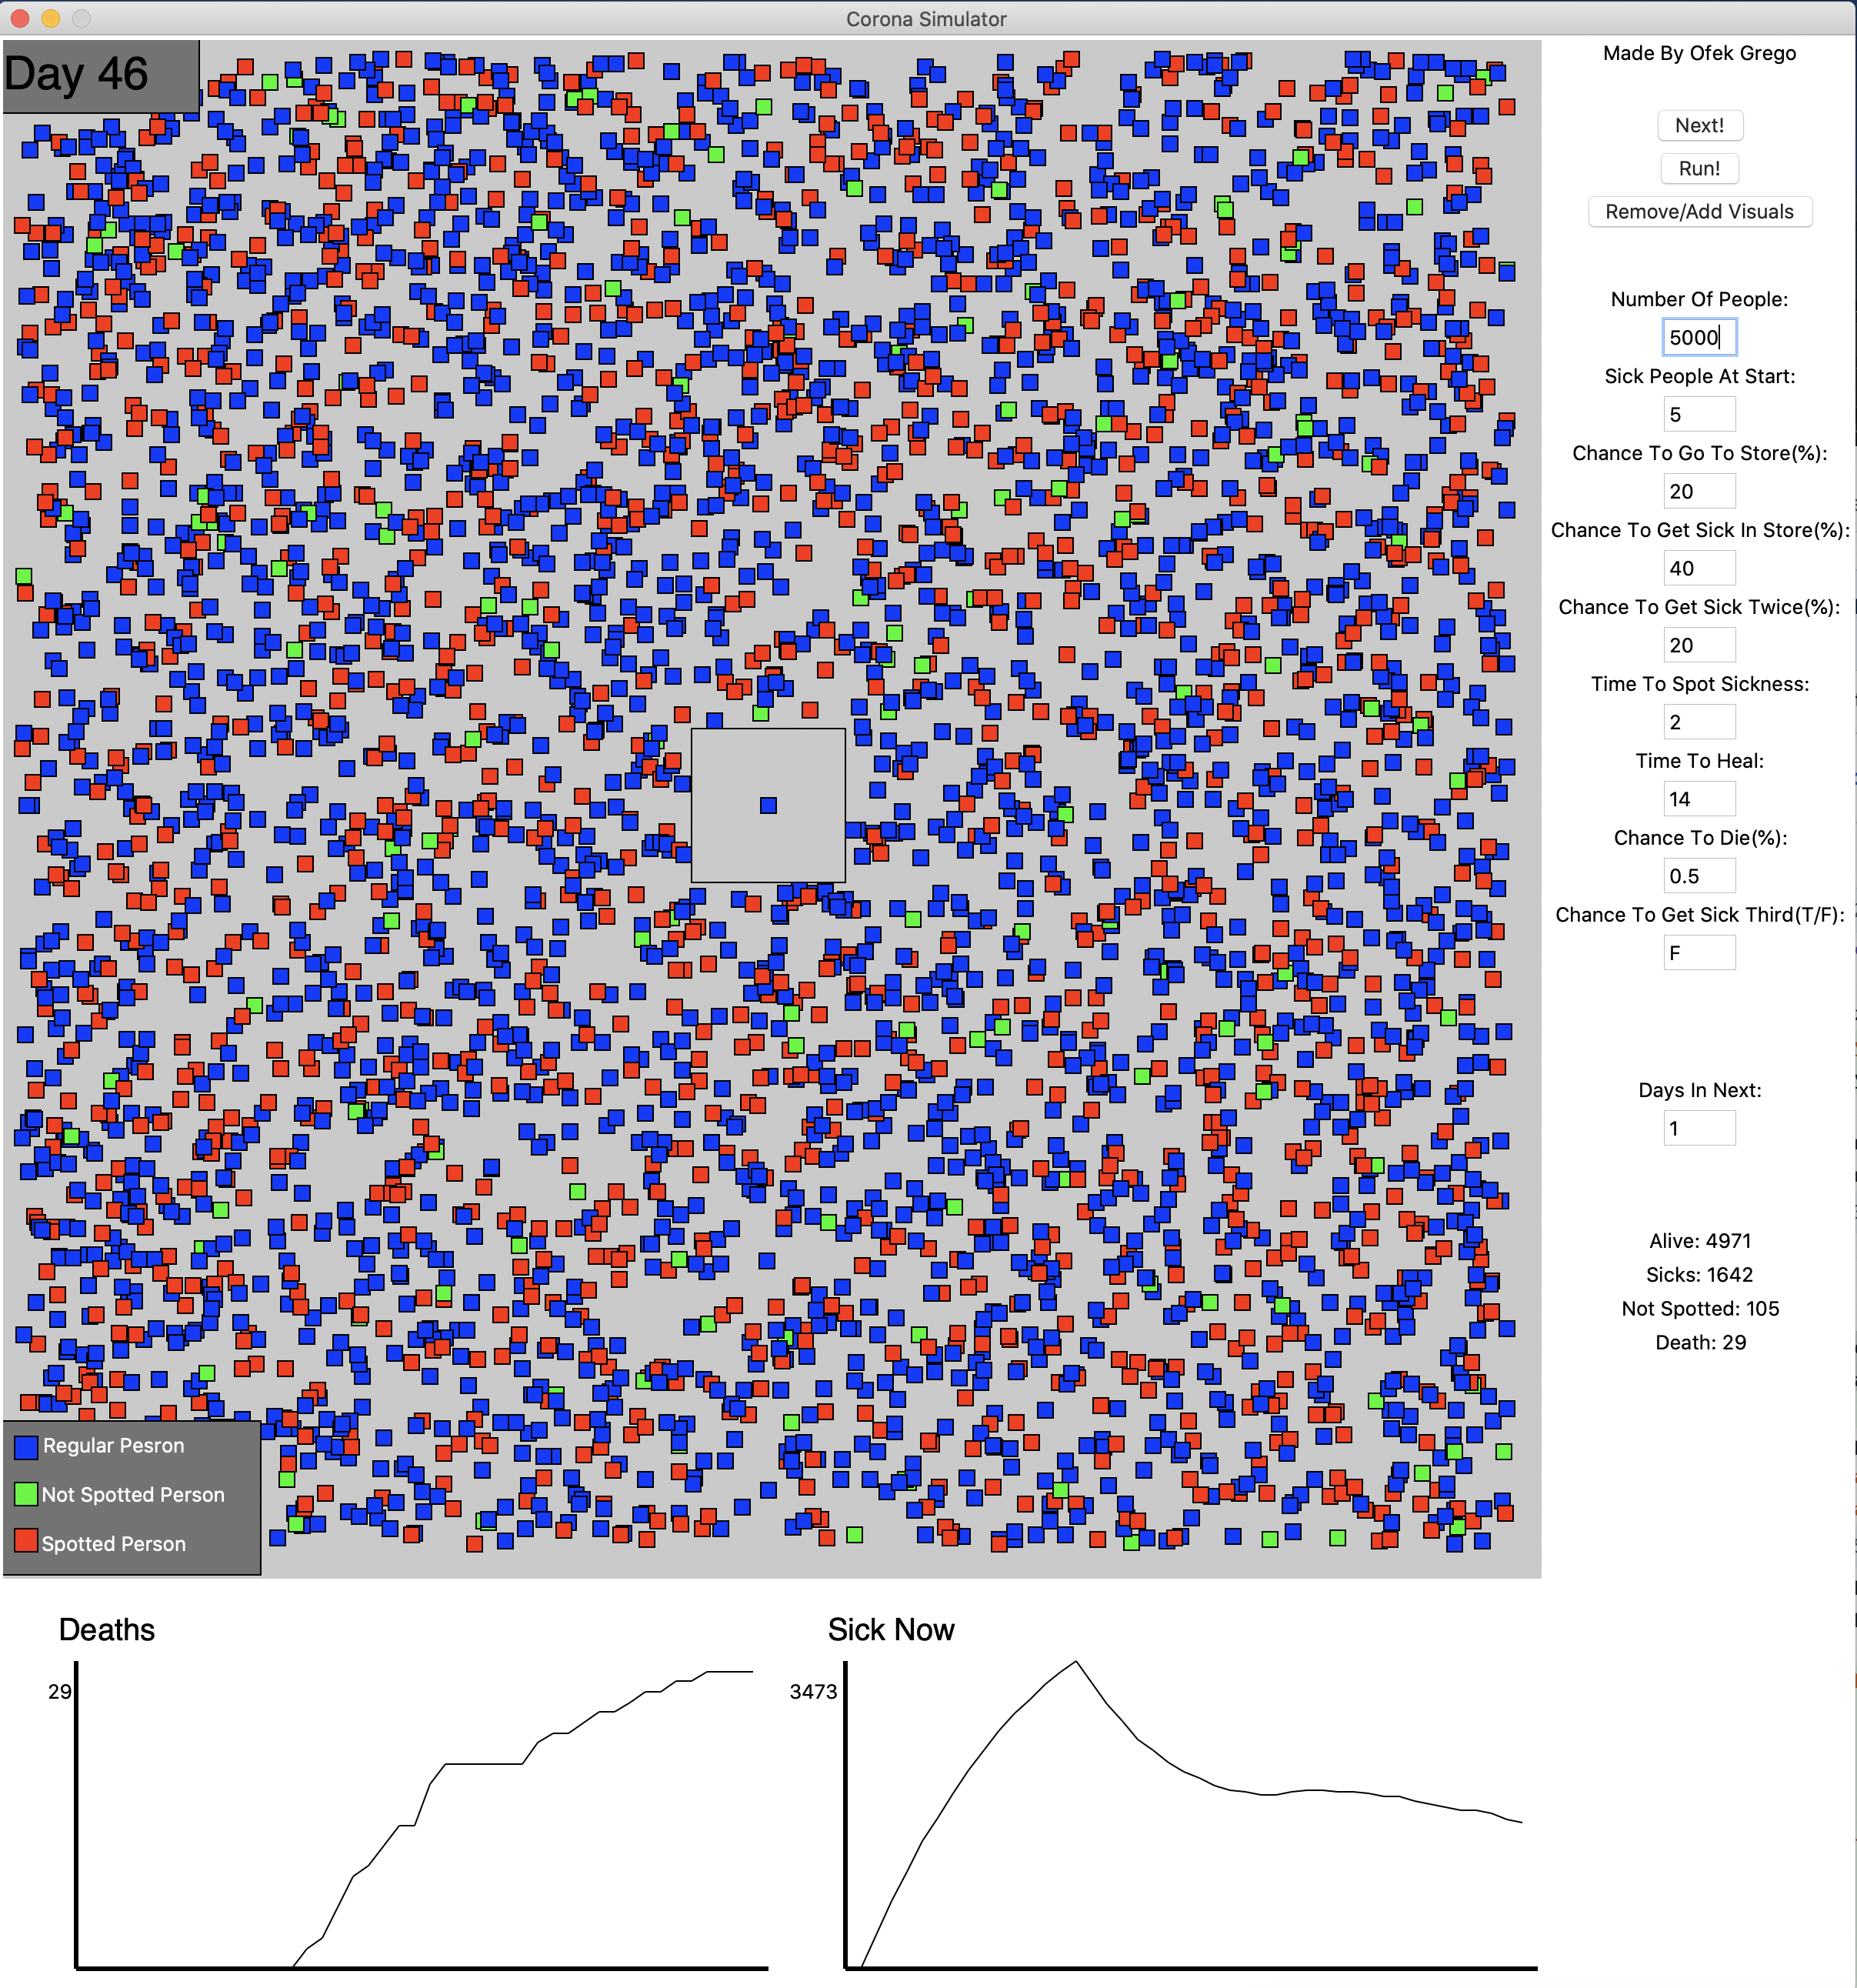 Corona Simulator
Day 46
Made By Ofek Grego
Next!
Run!
Remove/Add Visuals
Number Of People:
5000
Sick People At Start:
5
Chance To Go To Store(%):
20
Chance To Get Sick In Store(%):
40
Chance To Get Sick Twice(%):
20
Time To Spot Sickness:
2
Time To Heal:
14
Chance To Die(%):
0.5
Chance To Get Sick Third(T/F):
F
Days In Next:
1
Alive: 4971
Sicks: 1642
Not Spotted: 105
Death: 29
Regular Pesron
Not Spotted Person
Spotted Person
Deaths
29
Sick Now
3473